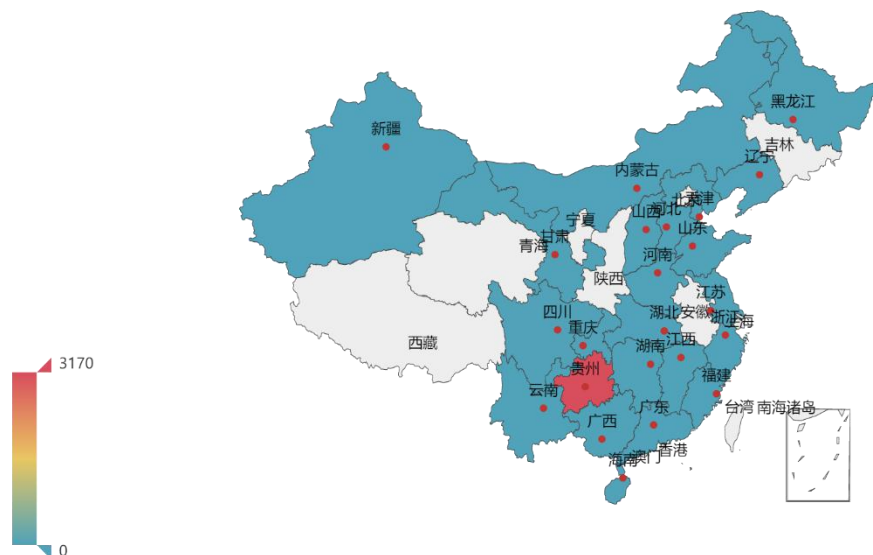 黑龙江
新疆
吉林
辽宁
内蒙古
北京
天津
宁夏
山西
河北
甘肃
青海
山东
河南
陕西
江苏
四川
湖北
安徽
浙江
上海
重庆
西藏
湖南
江西
3170
贵州
福建
云南
广东
台湾
南海诸岛
广西
香港
澳门
海南
0